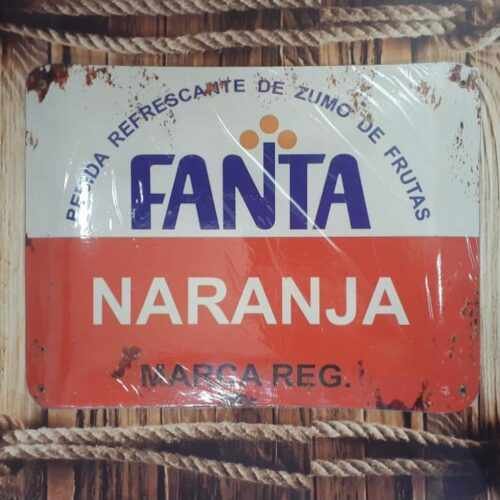 BEBIDA REFRESCANTE DE ZUMO DE FRUTAS
FANTA
NARANJA
MARCA REG.